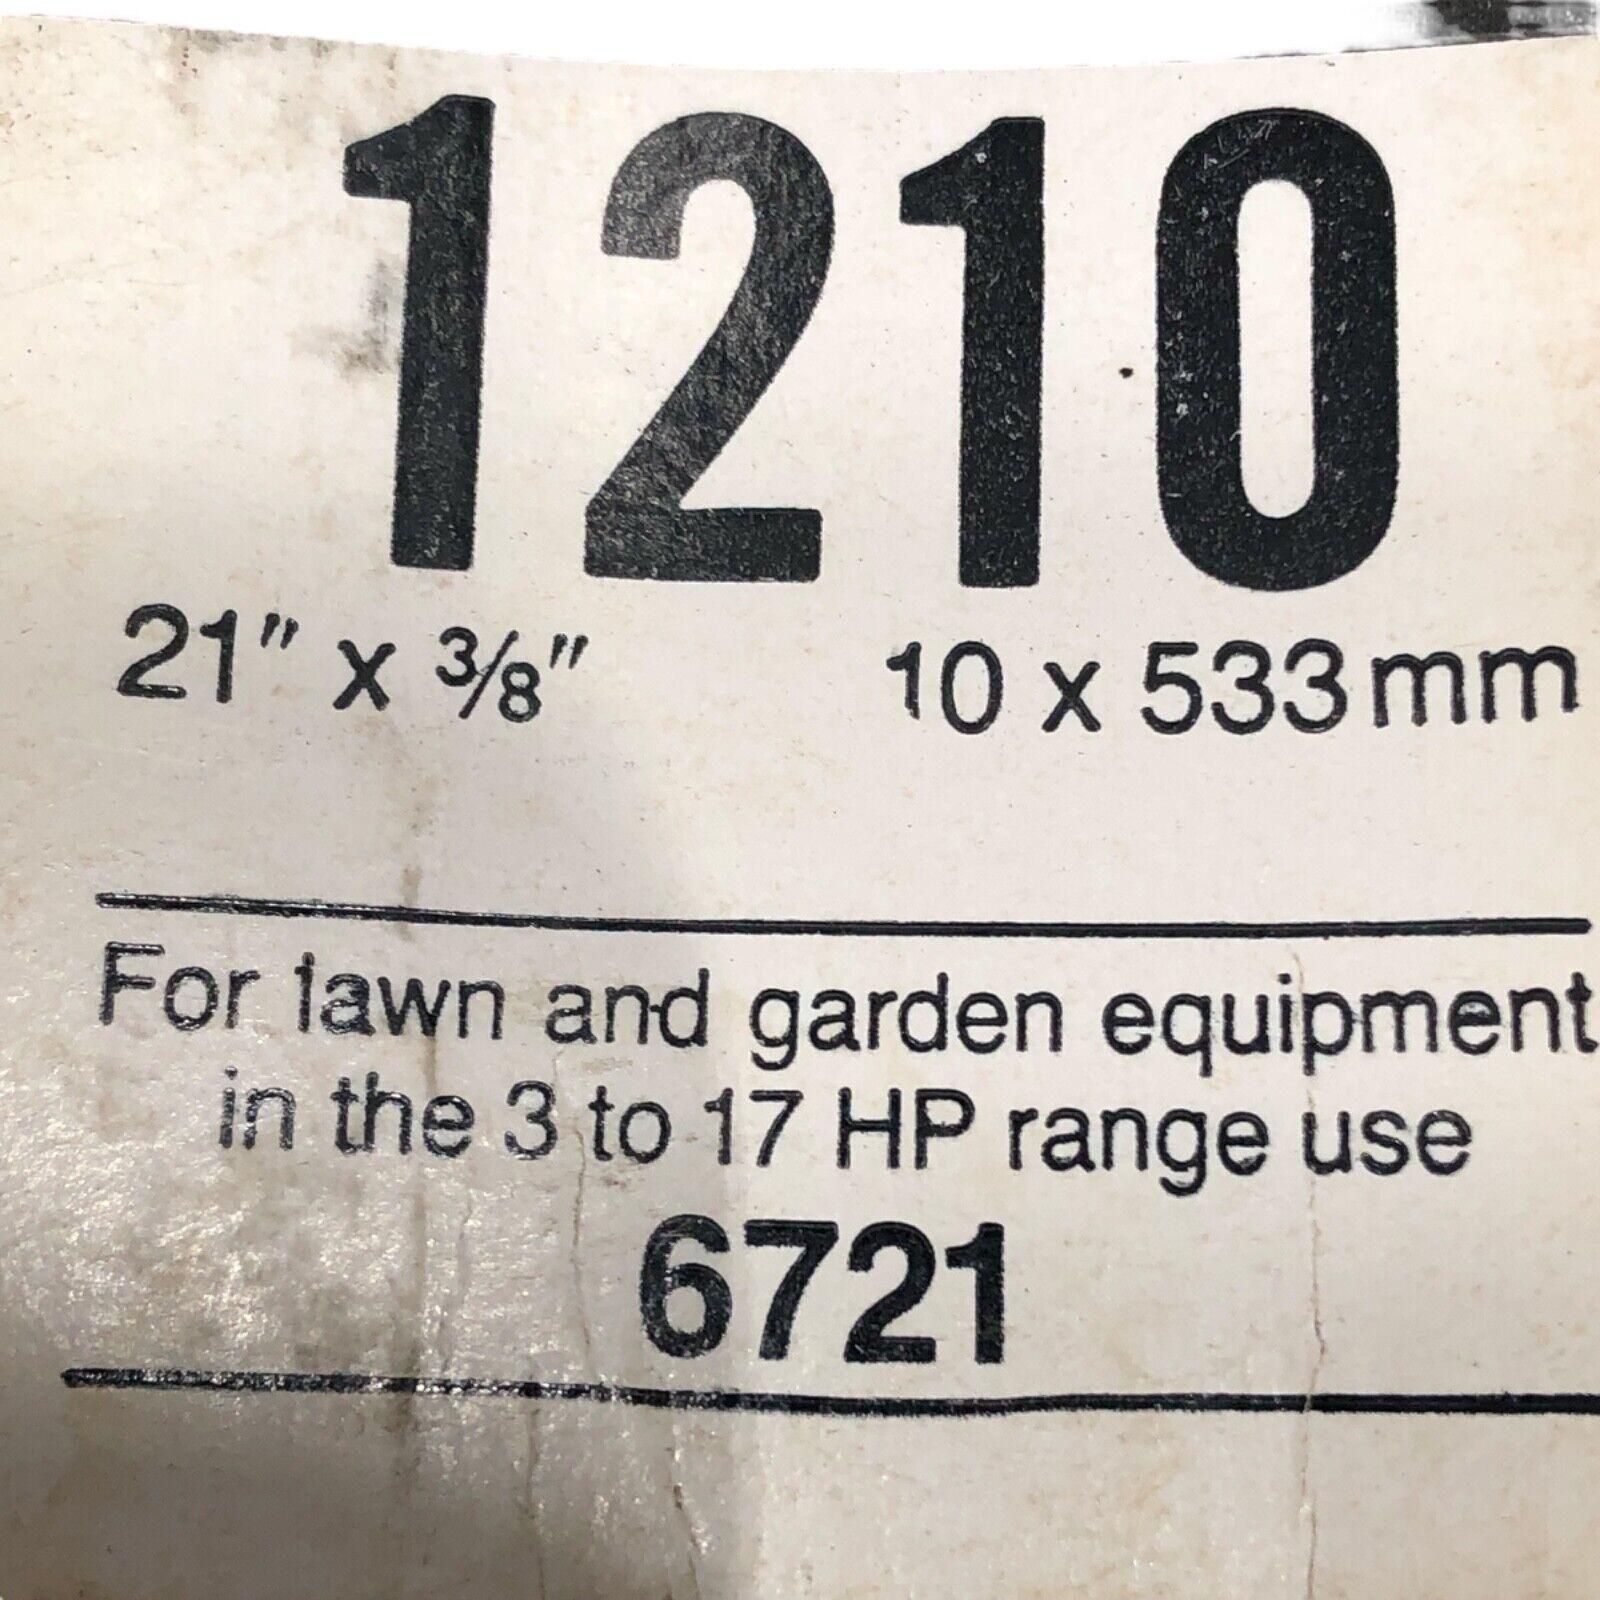 1210
21" x 3/8" 10 x 533mm
For lawn and garden equipment
in the 3 to 17 HP range use
6721